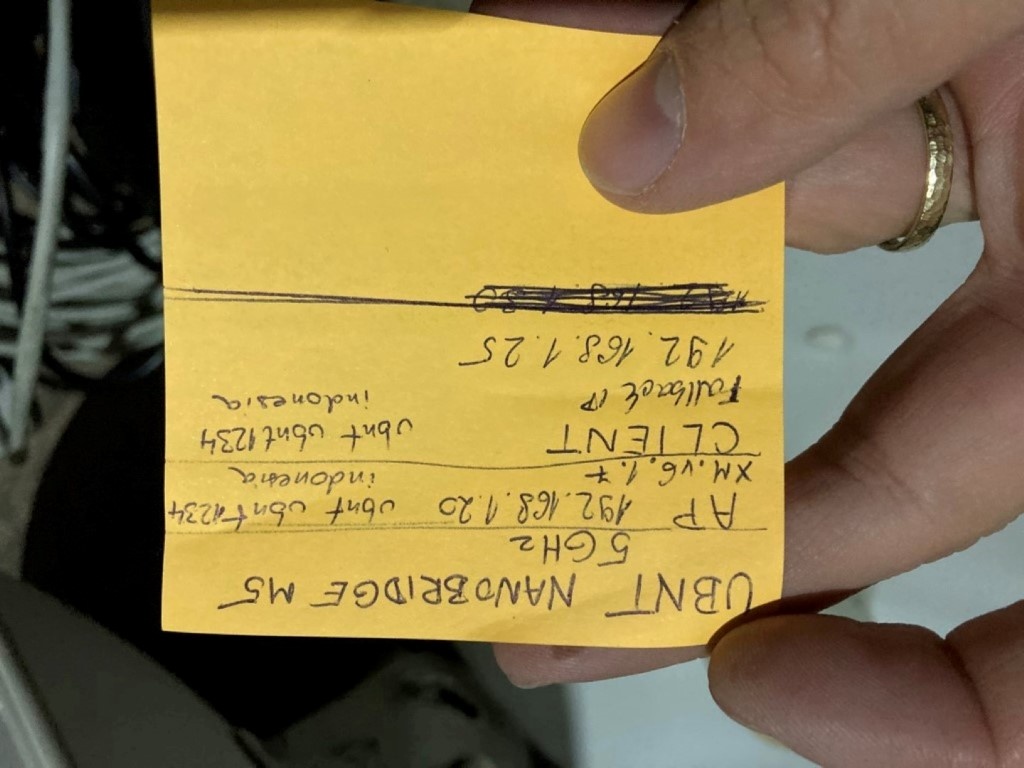 UBNT NANOBRIDGE M5
5GHz
AP 192.168.1.20 ubnt ubnt1234
XM.v6.1.7 indonesia
CLIENT ubnt ubnt1234
Fallback IP indonesia
192.168.1.25